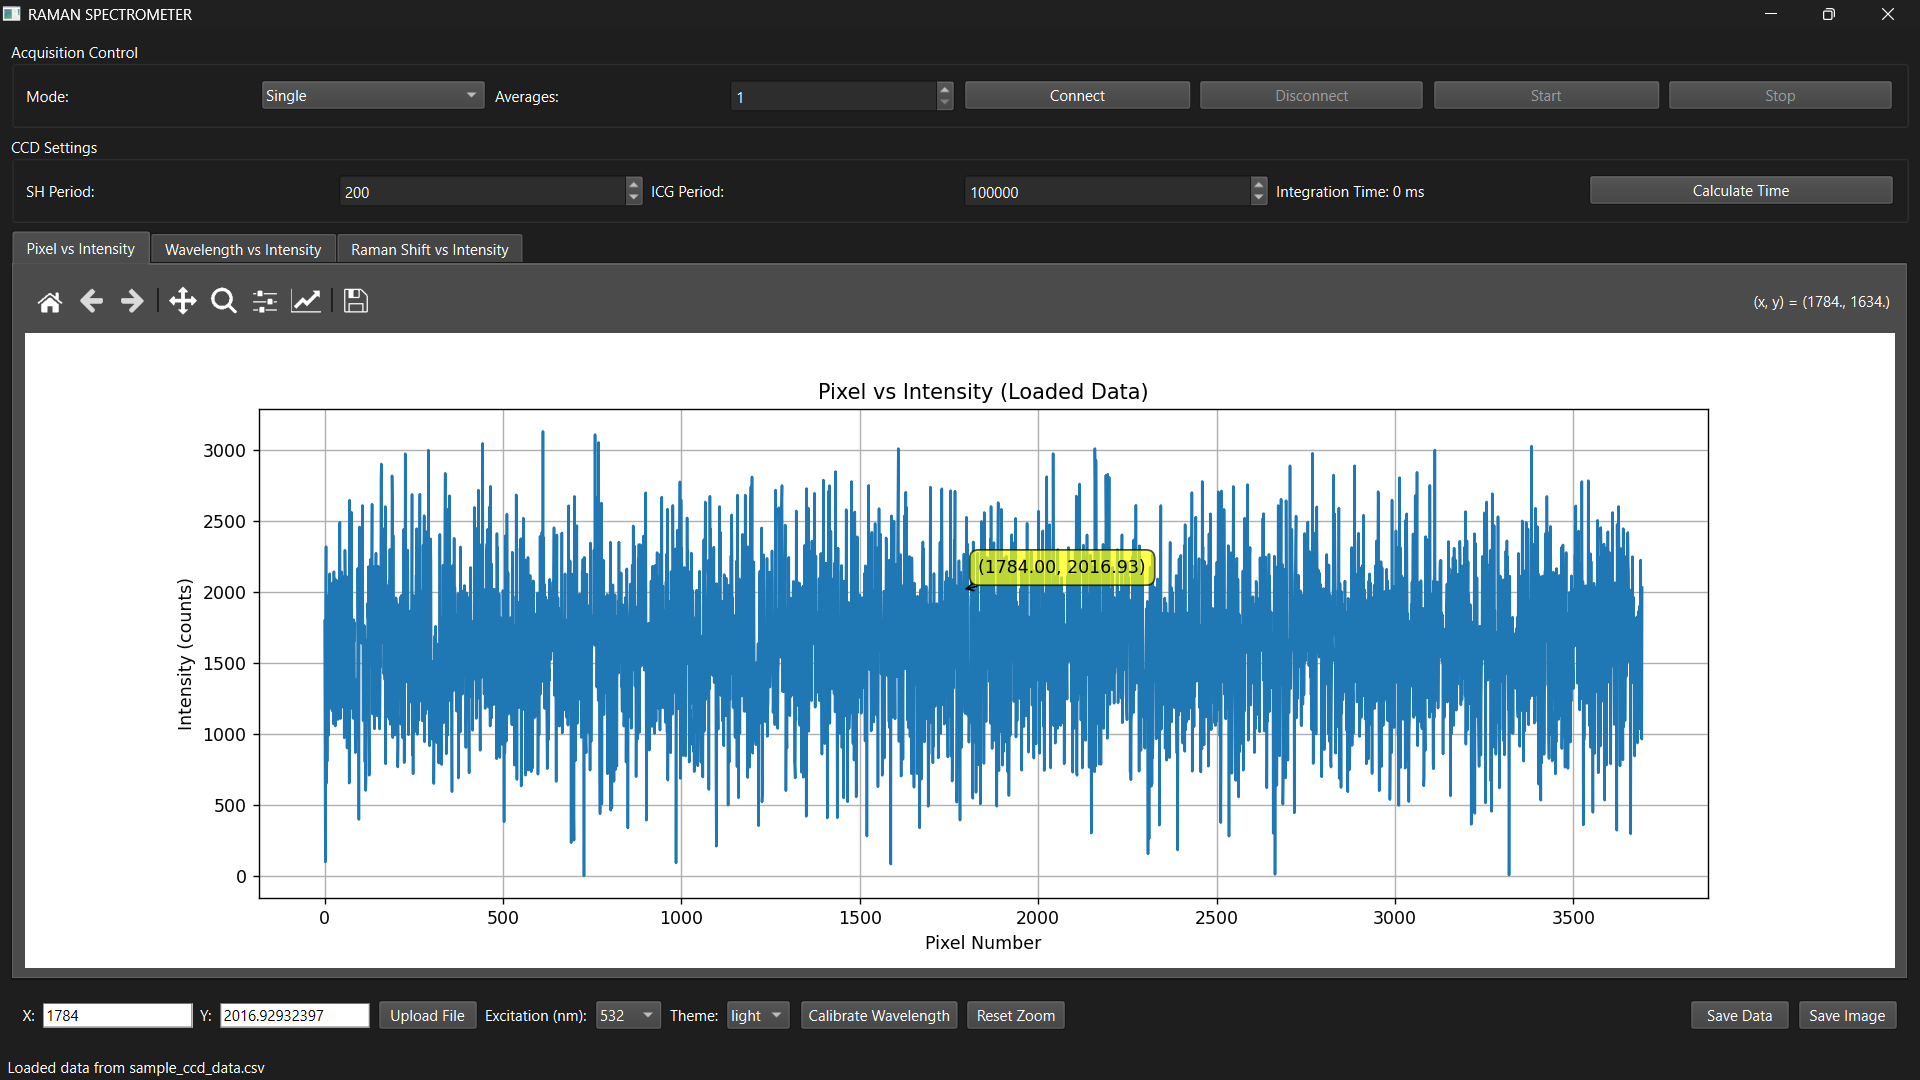 RAMAN SPECTROMETER
Acquisition Control
Mode: Single Averages: 1 Connect Disconnect Start Stop
CCD Settings
SH Period: 200 ICG Period: 100000 Integration Time: 0 ms Calculate Time
Pixel vs Intensity Wavelength vs Intensity Raman Shift vs Intensity
(x, y) = (1784., 1634.)
Pixel vs Intensity (Loaded Data)
3000
2500
(1784.00, 2016.93)
2000
1500
1000
500
0
Intensity (counts)
0 500 1000 1500 2000 2500 3000 3500
Pixel Number
X: 1784 Y: 2016.92932397 Upload File Excitation (nm): 532 Theme: light Calibrate Wavelength Reset Zoom Save Data Save Image
Loaded data from sample_ccd_data.csv